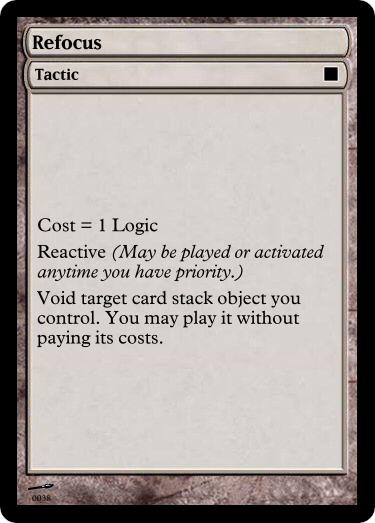 Refocus
Tactic
Cost = 1 Logic
Reactive (May be played or activated
anytime you have priority.)
Void target card stack object you
control. You may play it without
paying its costs.
0038